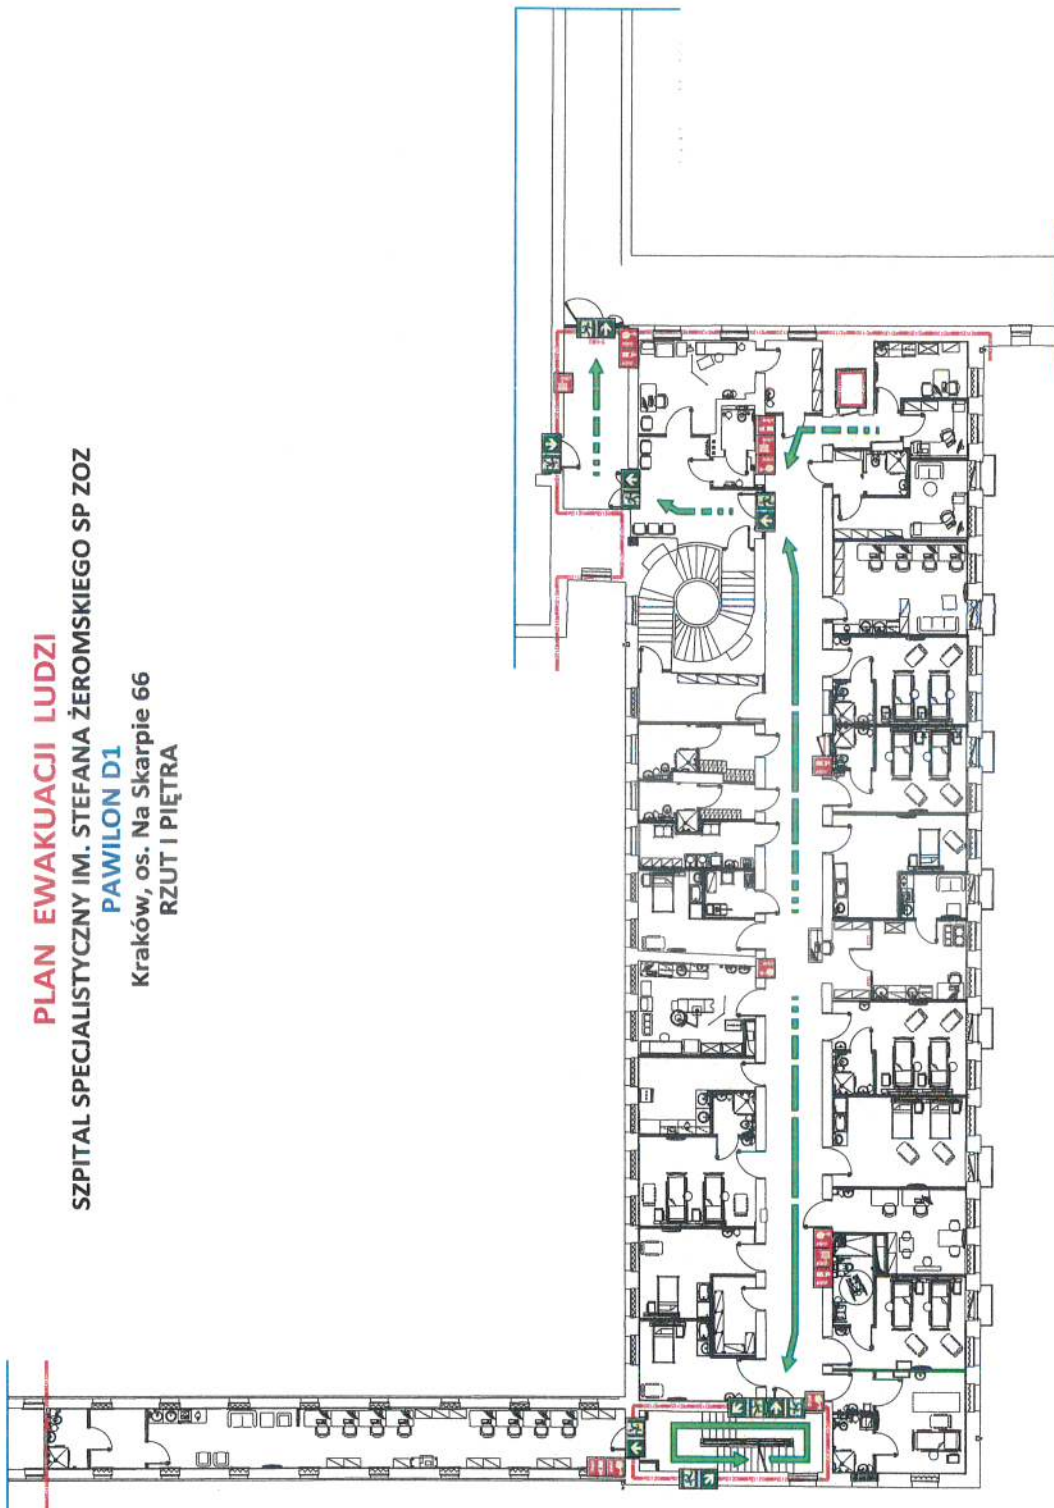 PLAN EWAKUACJI LUDZI
SZPITAL SPECJALISTYCZNY IM. STEFANA ŻEROMSKIEGO SP ZOZ
PAWILON D1
Kraków, os. Na Skarpie 66
RZUT I PIĘTRA